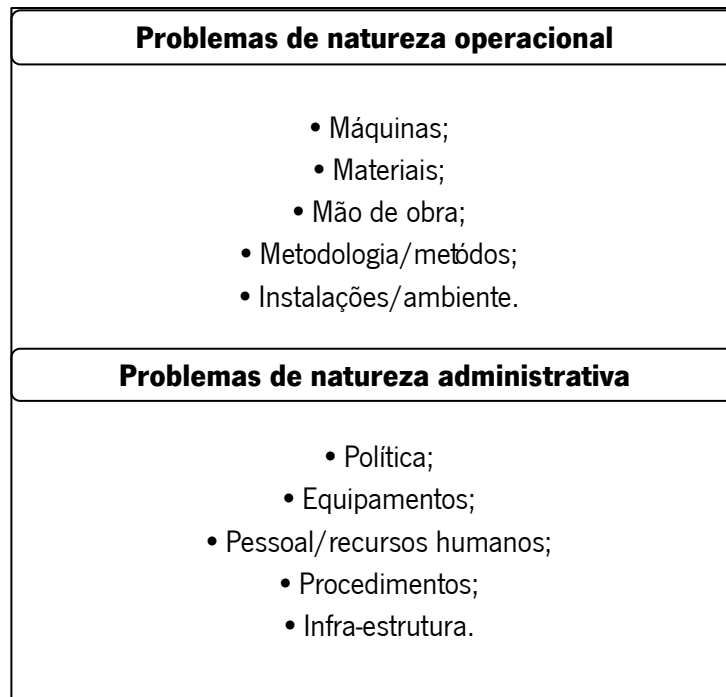 Problemas de natureza operacional
• Máquinas;
• Materiais;
• Mão de obra;
• Metodologia/metódos;
• Instalações/ambiente.
Problemas de natureza administrativa
• Política;
• Equipamentos;
• Pessoal/recursos humanos;
• Procedimentos;
• Infra-estrutura.